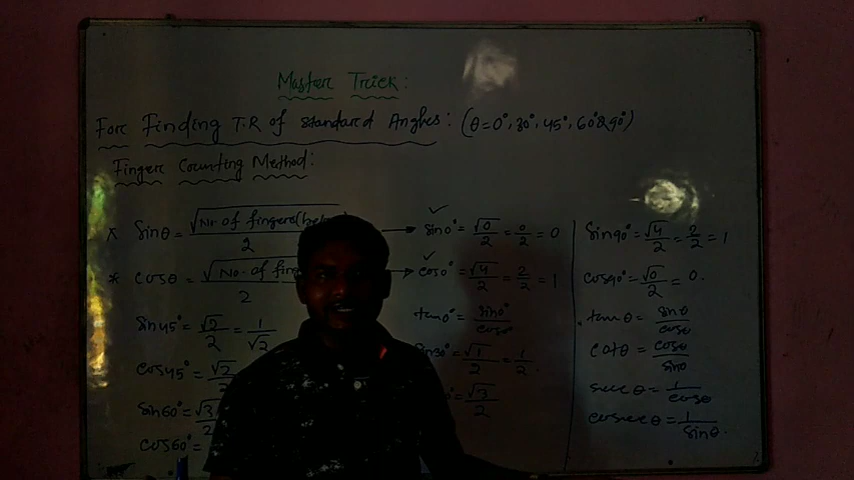 Master Trick:
For Finding T.R of Standard Angles: (θ=0°, 30°, 45°, 60°&90°)
Finger Counting Method:
* Sinθ = √Nr of fingers(be
2
* cosθ = √No. of fin
2
Sin45° = √2/2 = 1/√2
cos45° = √2/2
Sin60° = √3/2
cos60° =
sin0° = √0/2 = 0/2 = 0
cos0° = √4/2 = 2/2 = 1
tan0° = sin0°/cos0°
Sin30° = √1/2 = 1/2.
= √3/2
Sin90° = √4/2 = 2/2 = 1
cos90° = √0/2 = 0.
tanθ = sinθ/cosθ
cotθ = cosθ/sinθ
secθ = 1/cosθ
cosecθ = 1/sinθ.